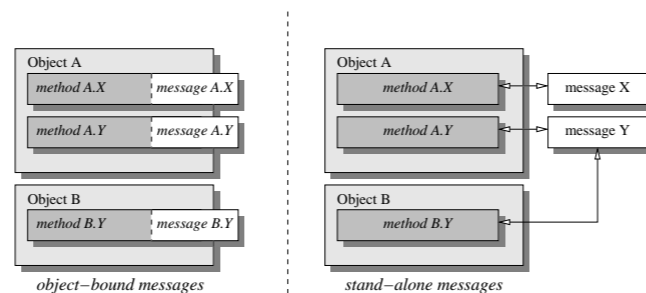 Object A
method A.X
message A.X
method A.Y
message A.Y
Object B
method B.Y
message B.Y
object–bound messages
Object A
method A.X
message X
method A.Y
message Y
Object B
method B.Y
stand–alone messages